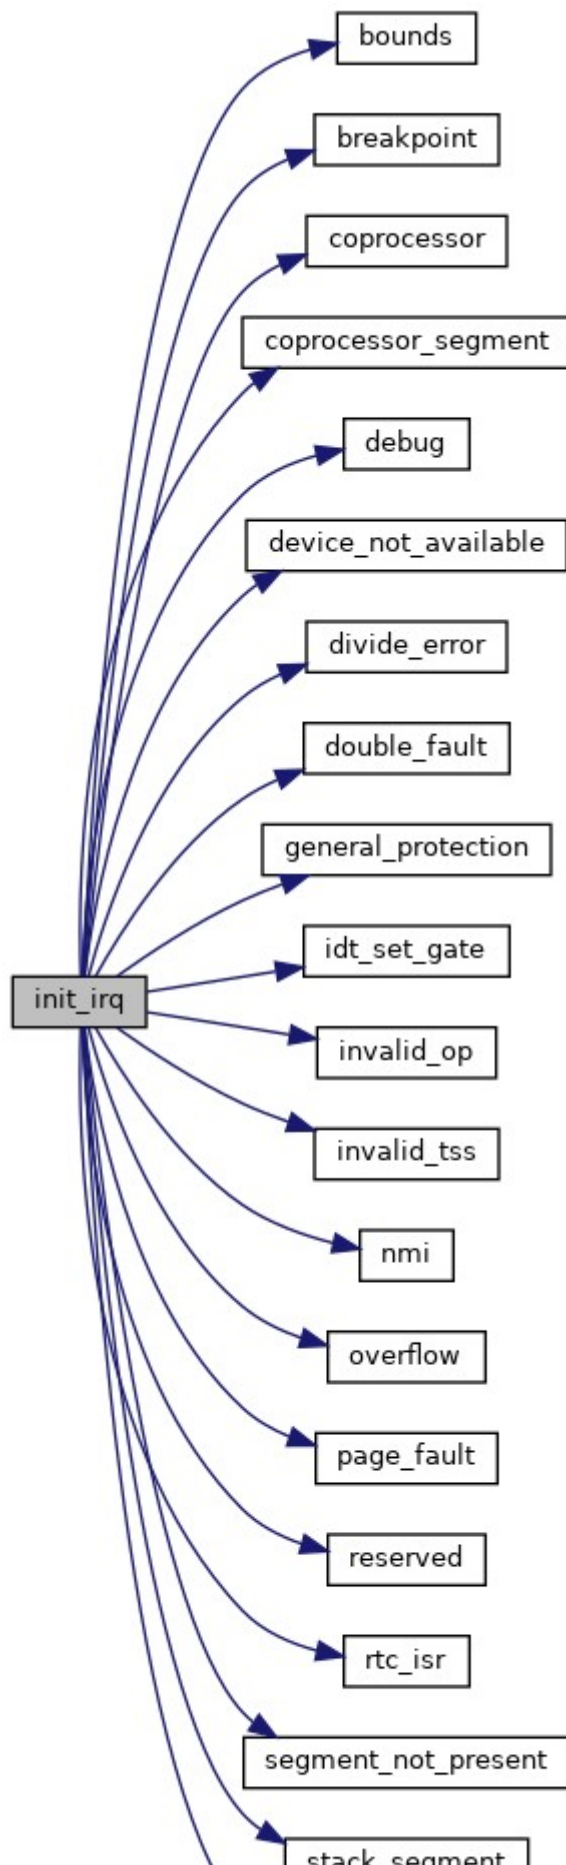 bounds
breakpoint
coprocessor
coprocessor_segment
debug
device_not_available
divide_error
double_fault
general_protection
idt_set_gate
init_irq
invalid_op
invalid_tss
nmi
overflow
page_fault
reserved
rtc_isr
segment_not_present
stack_segment